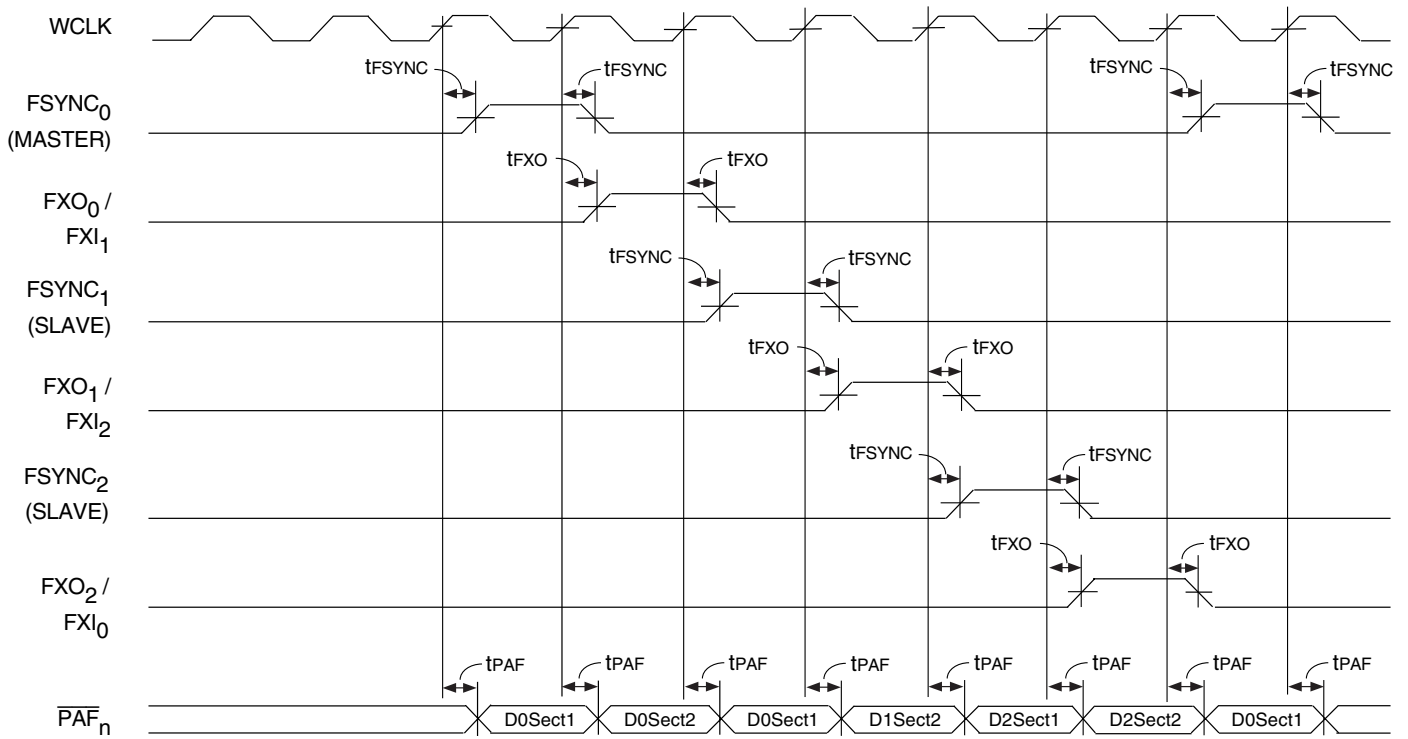 WCLK
tFSYNC tFSYNC tFSYNC tFSYNC
FSYNC0
(MASTER)
tFXO tFXO
FXO0 /
FXI1
tFSYNC tFSYNC
FSYNC1
(SLAVE)
tFXO tFXO
FXO1 /
FXI2
tFSYNC tFSYNC
FSYNC2
(SLAVE)
tFXO tFXO
FXO2 /
FXI0
tPAF tPAF tPAF tPAF tPAF tPAF tPAF tPAF
PAFn D0Sect1 D0Sect2 D0Sect1 D1Sect2 D2Sect1 D2Sect2 D0Sect1